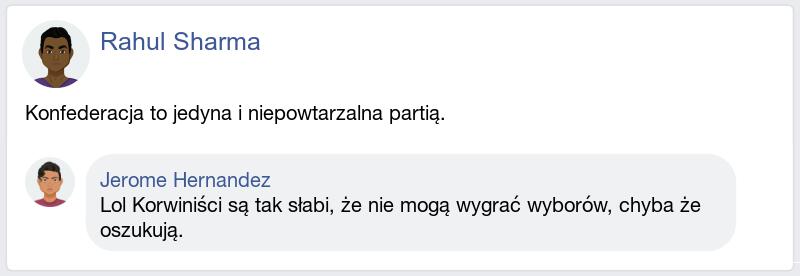 Rahul Sharma
Konfederacja to jedyna i niepowtarzalna partią.
Jerome Hernandez
Lol Korwiniści są tak słabi, że nie mogą wygrać wyborów, chyba że
oszukują.